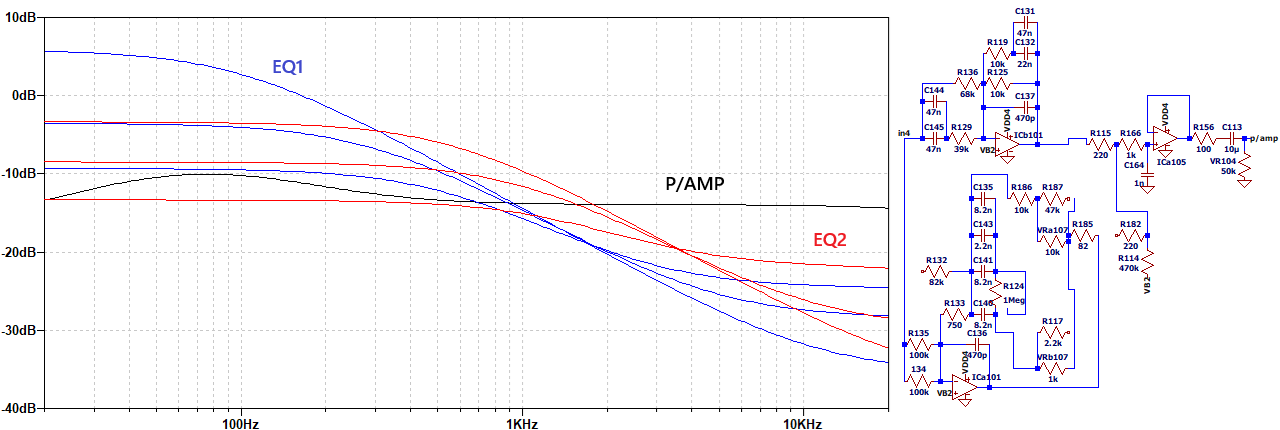 10dB
0dB
-10dB
-20dB
-30dB
-40dB
100Hz
1KHz
10KHz
EQ1
P/AMP
EQ2
C131
47n
R119
C132
10k
22n
R136
R125
68k
10k
C144
47n
C137
470p
in4
C145
47n
R129
39k
VDD4
ICb101
VB2
R115
220
R166
1k
C164
1n
VDD4
ICa105
R156
100
C113
10µ
p/amp
VR104
50k
C135
8.2n
R186
10k
R187
47k
C143
2.2n
VRa107
10k
R185
82
R182
220
R114
470k
VB2
R132
82k
C141
8.2n
R124
1Meg
R133
750
C140
8.2n
R117
2.2k
R135
100k
C136
470p
VRb107
1k
134
100k
VDD4
ICa101
VB2